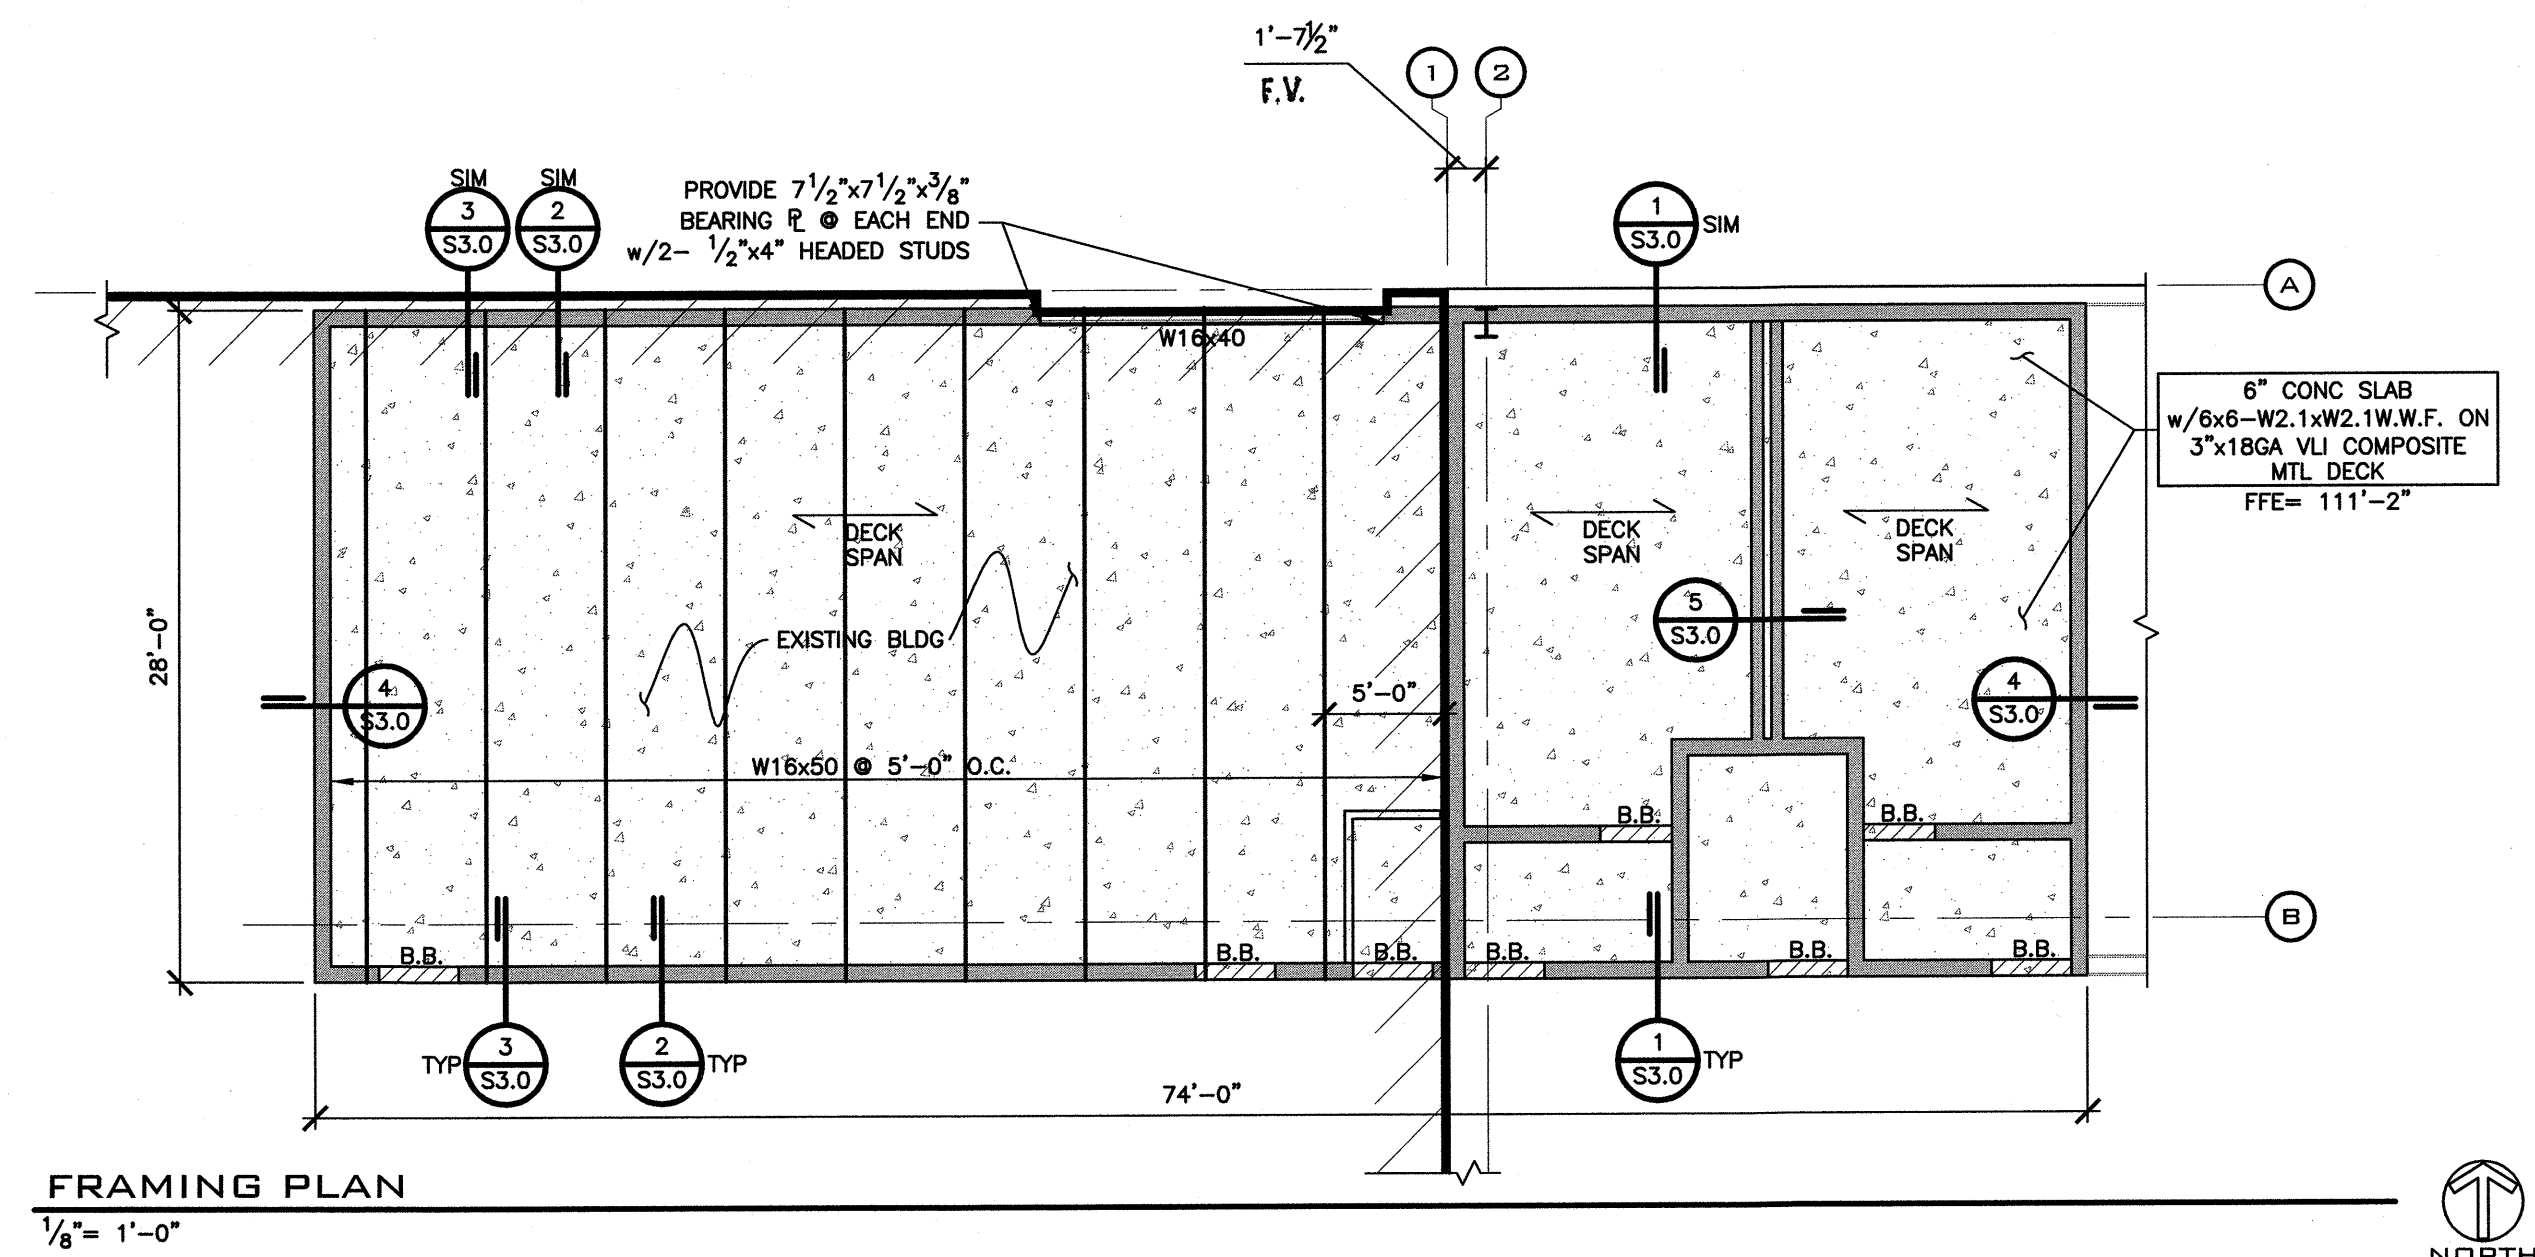 1'-7½"
F.V.
1
2
SIM
SIM
3
S3.0
2
S3.0
PROVIDE 7½"x7½"x⅜"
BEARING ℄ @ EACH END
w/2- ½"x4" HEADED STUDS
1
S3.0
SIM
A
W16x40
6" CONC SLAB
w/6x6-W2.1xW2.1W.W.F. ON
3"x18GA VLI COMPOSITE
MTL DECK
FFE= 111'-2"
DECK
SPAN
DECK
SPAN
DECK
SPAN
28'-0"
EXISTING BLDG
5
S3.0
4
S3.0
5'-0"
4
S3.0
W16x50 @ 5'-0" O.C.
B.B.
B.B.
B
B.B.
B.B.
B.B.
B.B.
B.B.
B.B.
TYP
3
S3.0
2
S3.0
TYP
1
S3.0
TYP
74'-0"
FRAMING PLAN
⅛"= 1'-0"
NORTH